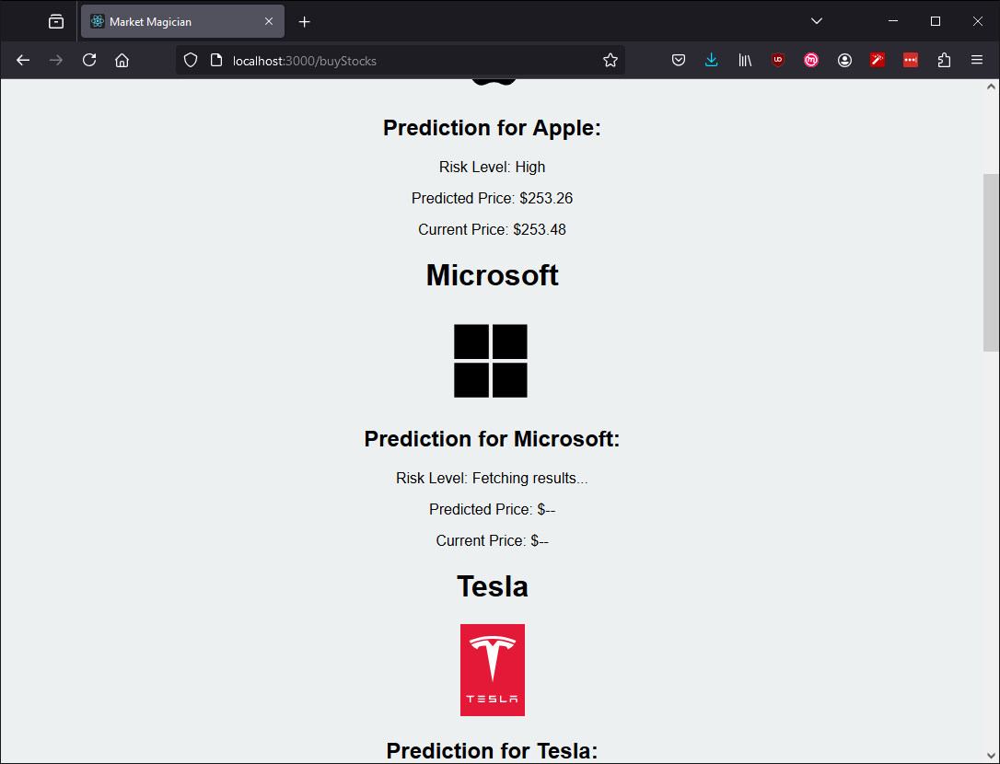 Market Magician
localhost:3000/buyStocks
Prediction for Apple:
Risk Level: High
Predicted Price: $253.26
Current Price: $253.48
Microsoft
Prediction for Microsoft:
Risk Level: Fetching results...
Predicted Price: $--
Current Price: $--
Tesla
TESLA
Prediction for Tesla: